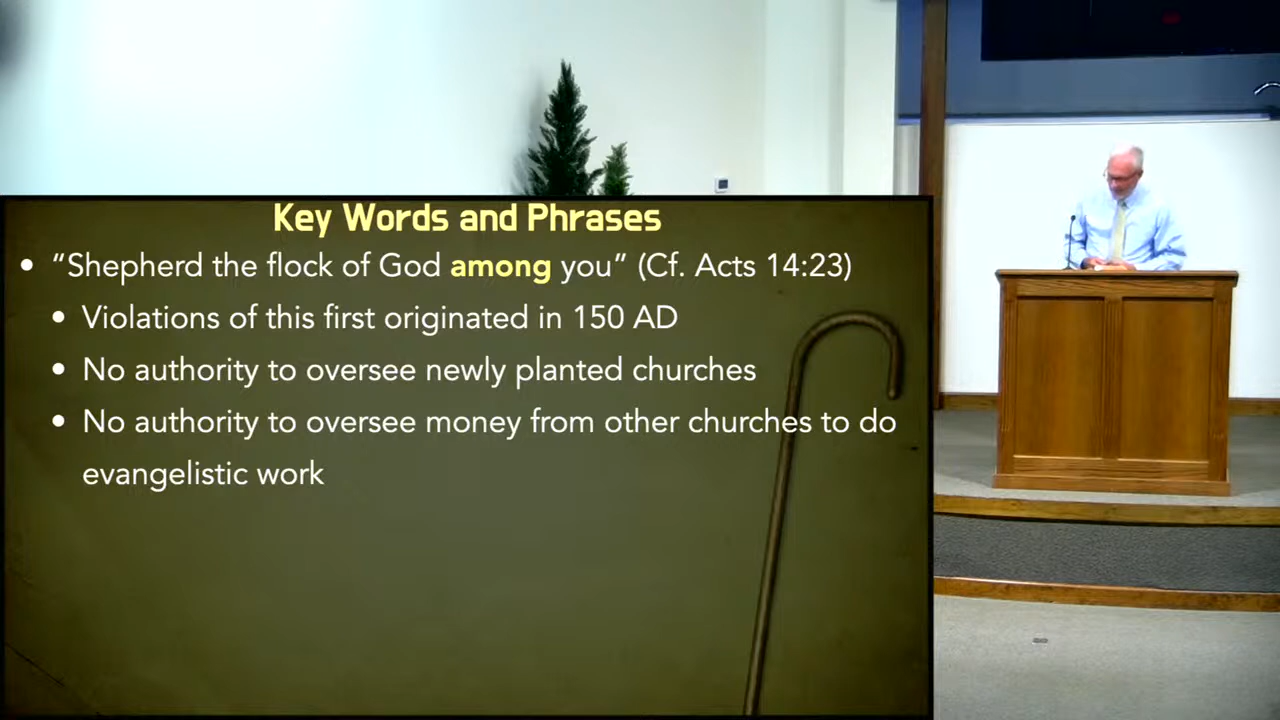 Key Words and Phrases
• “Shepherd the flock of God among you” (Cf. Acts 14:23)
• Violations of this first originated in 150 AD
• No authority to oversee newly planted churches
• No authority to oversee money from other churches to do
evangelistic work